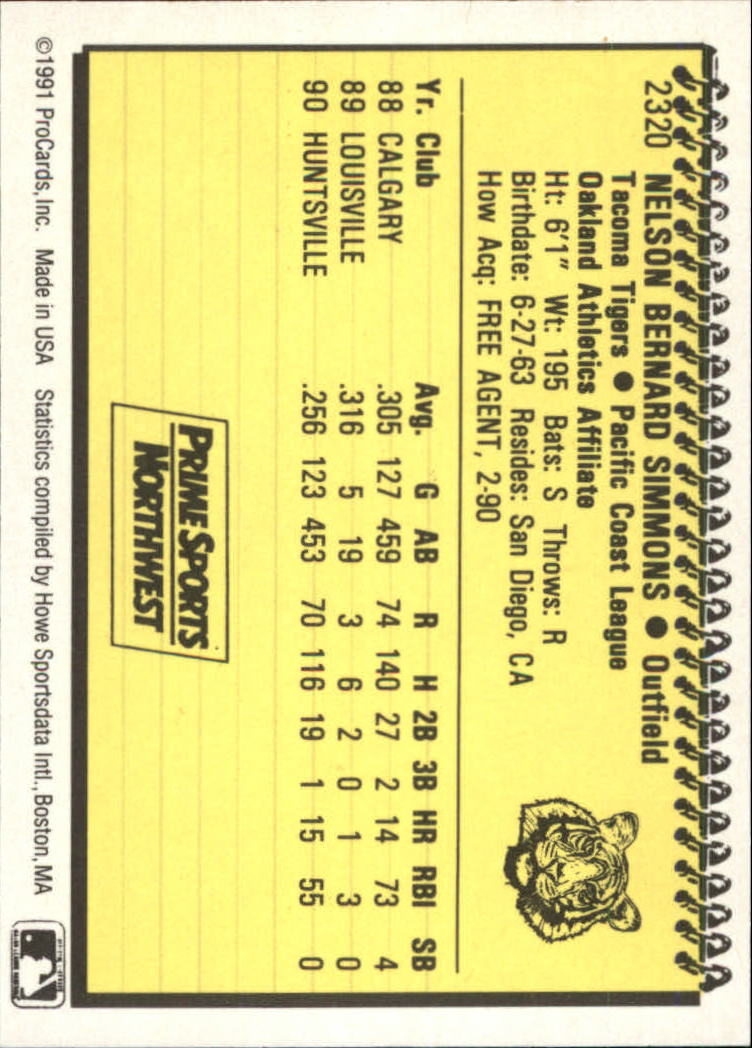 2320 NELSON BERNARD SIMMONS ● Outfield
Tacoma Tigers ● Pacific Coast League
Oakland Athletics Affiliate
Ht: 6'1" Wt: 195 Bats: S Throws: R
Birthdate: 6-27-63 Resides: San Diego, CA
How Acq: FREE AGENT, 2-90
Yr. Club Avg. G AB R H 2B 3B HR RBI SB
88 CALGARY .305 127 459 74 140 27 2 14 73 4
89 LOUISVILLE .316 5 19 3 6 2 0 1 3 0
90 HUNTSVILLE .256 123 453 70 116 19 1 15 55 0
PRIME SPORTS
NORTHWEST
©1991 ProCards, Inc. Made in USA Statistics compiled by Howe Sportsdata Intl., Boston, MA